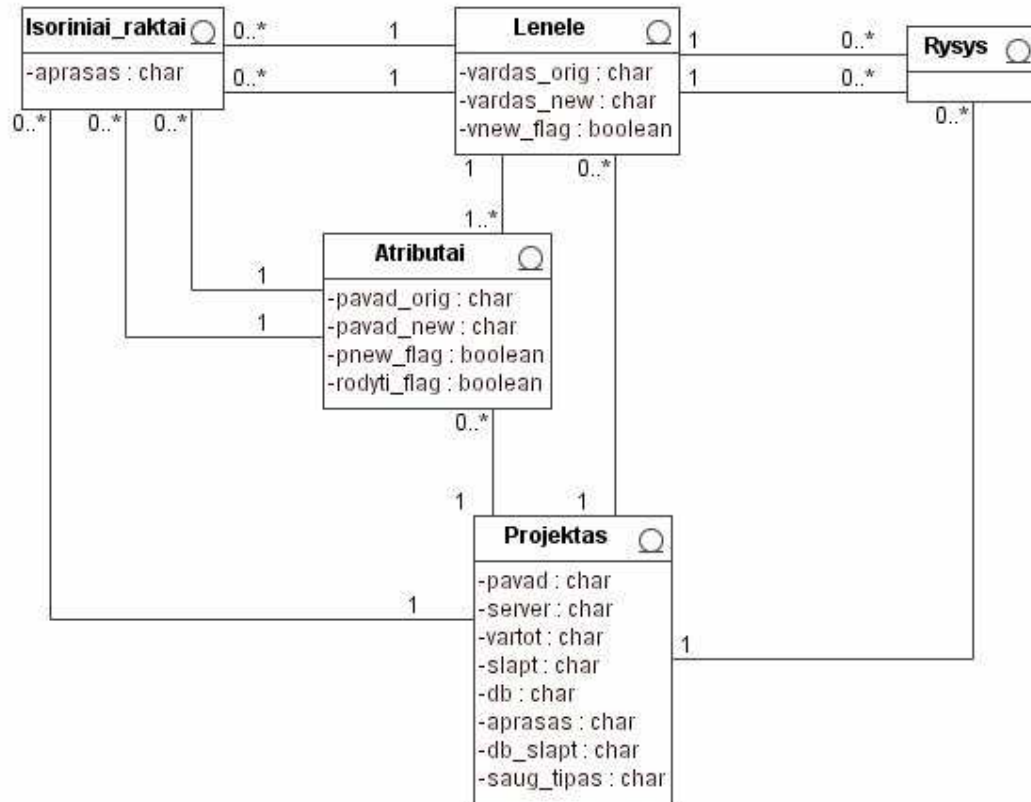 Isoriniai_raktai
-aprasas : char
0..*
1
0..*
1
Lenele
-vardas_orig : char
-vardas_new : char
-vnew_flag : boolean
1
0..*
1
0..*
Rysys
0..*
0..*
0..*
0..*
1
0..*
1..*
Atributai
-pavad_orig : char
-pavad_new : char
-pnew_flag : boolean
-rodyti_flag : boolean
1
1
0..*
1
1
Projektas
-pavad : char
-server : char
-vartot : char
-slapt : char
-db : char
-aprasas : char
-db_slapt : char
-saug_tipas : char
1
1